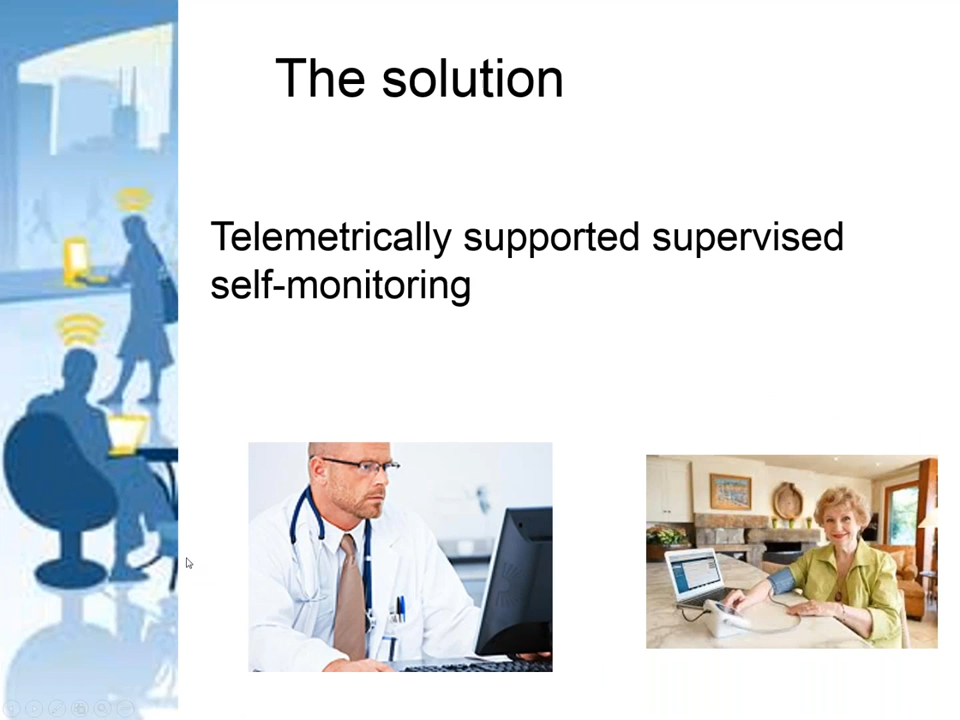 The solution
Telemetrically supported supervised
self-monitoring